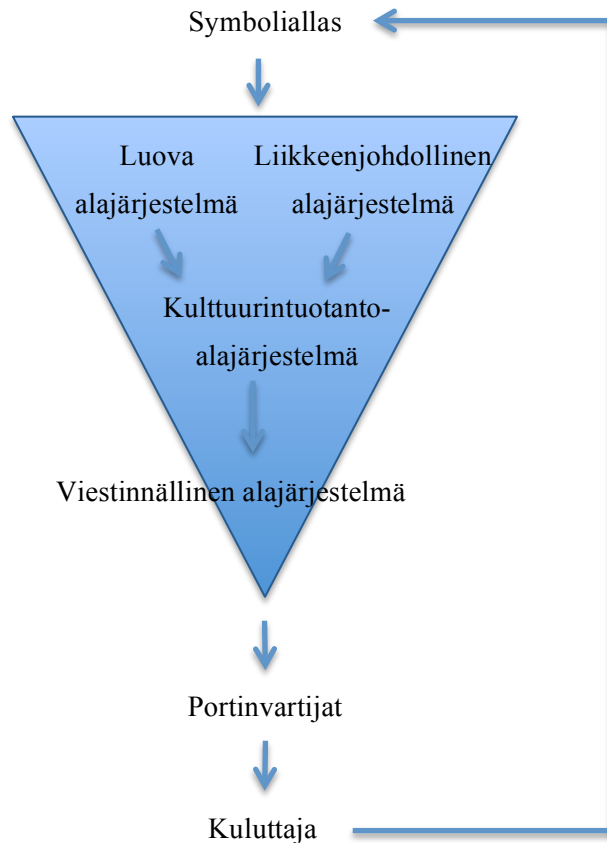 Symboliallas
Luova
alajärjestelmä
Liikkeenjohdollinen
alajärjestelmä
Kulttuurintuotanto-
alajärjestelmä
Viestinnällinen alajärjestelmä
Portinvartijat
Kuluttaja